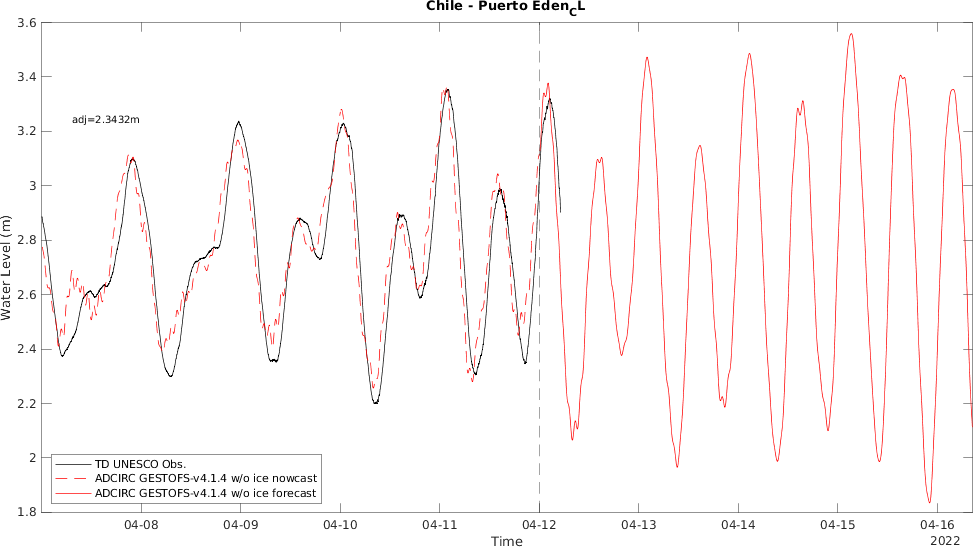 Chile - Puerto Eden_CL
3.6
3.4
3.2
3
2.8
2.6
2.4
2.2
2
1.8
Water Level (m)
adj=2.3432m
TD UNESCO Obs.
ADCIRC GESTOFS-v4.1.4 w/o ice nowcast
ADCIRC GESTOFS-v4.1.4 w/o ice forecast
04-08 04-09 04-10 04-11 04-12 04-13 04-14 04-15 04-16
Time
2022